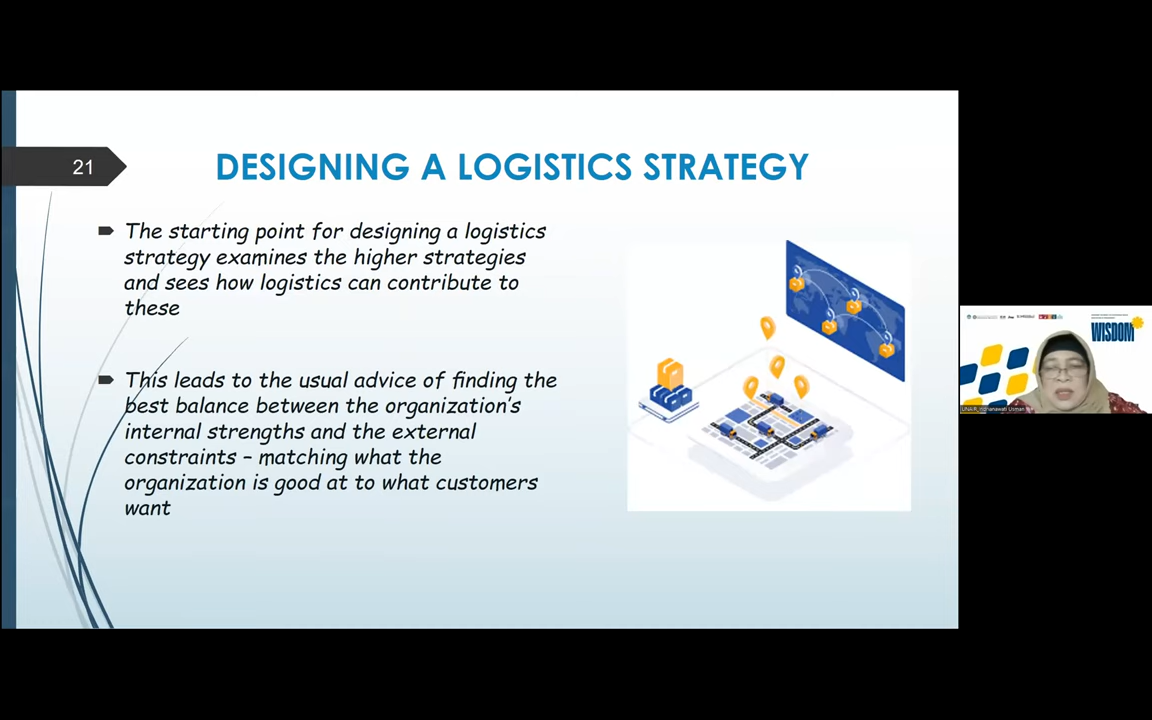 21
DESIGNING A LOGISTICS STRATEGY
The starting point for designing a logistics
strategy examines the higher strategies
and sees how logistics can contribute to
these
This leads to the usual advice of finding the
best balance between the organization's
internal strengths and the external
constraints – matching what the
organization is good at to what customers
want
WISDOM
UNAIR_Indrianawati Usman